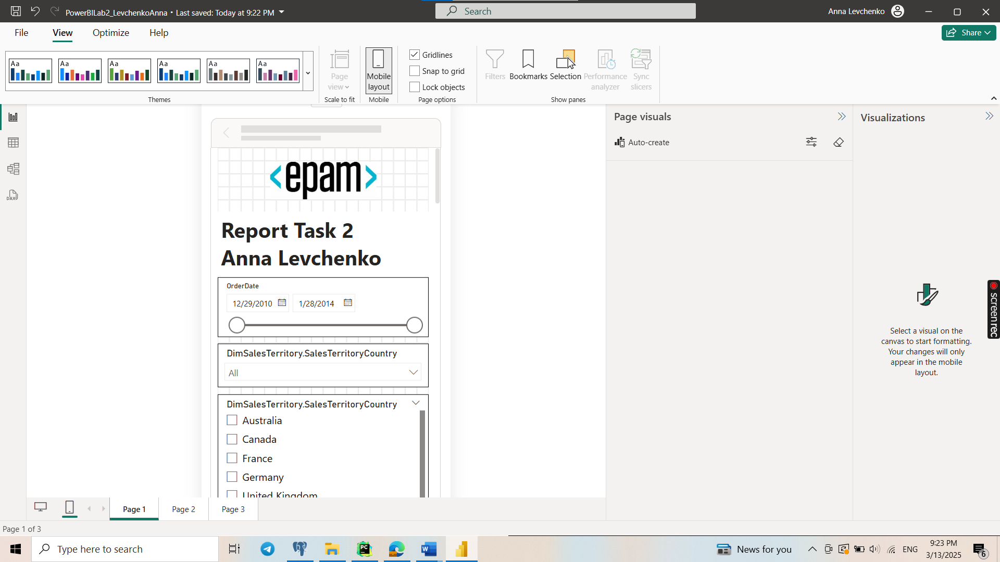 PowerBILab2_LevchenkoAnna • Last saved: Today at 9:22 PM
Search
Anna Levchenko
File View Optimize Help
Share
Aa Aa Aa Aa Aa Aa
Themes
Page view
Scale to fit
Mobile layout
Mobile
Gridlines
Snap to grid
Lock objects
Page options
Filters
Bookmarks
Selection
Performance analyzer
Sync slicers
Show panes
DAX
<epam>
Report Task 2
Anna Levchenko
OrderDate
12/29/2010 1/28/2014
DimSalesTerritory.SalesTerritoryCountry
All
DimSalesTerritory.SalesTerritoryCountry
Australia
Canada
France
Germany
United Kingdom
Page visuals
Auto-create
Visualizations
Select a visual on the
canvas to start formatting.
Your changes will only
appear in the mobile
layout.
screenrec
Page 1 Page 2 Page 3
Page 1 of 3
Type here to search
PC
W
News for you
ENG
9:23 PM
3/13/2025
6